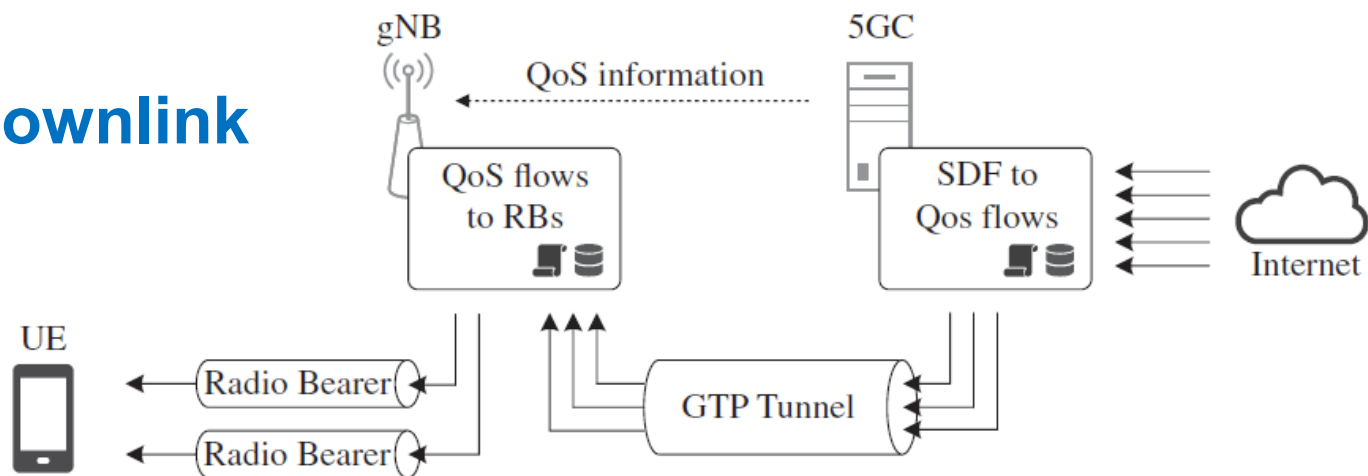 gNB
5GC
QoS information
ownlink
QoS flows
to RBs
SDF to
Qos flows
Internet
UE
Radio Bearer
GTP Tunnel
Radio Bearer